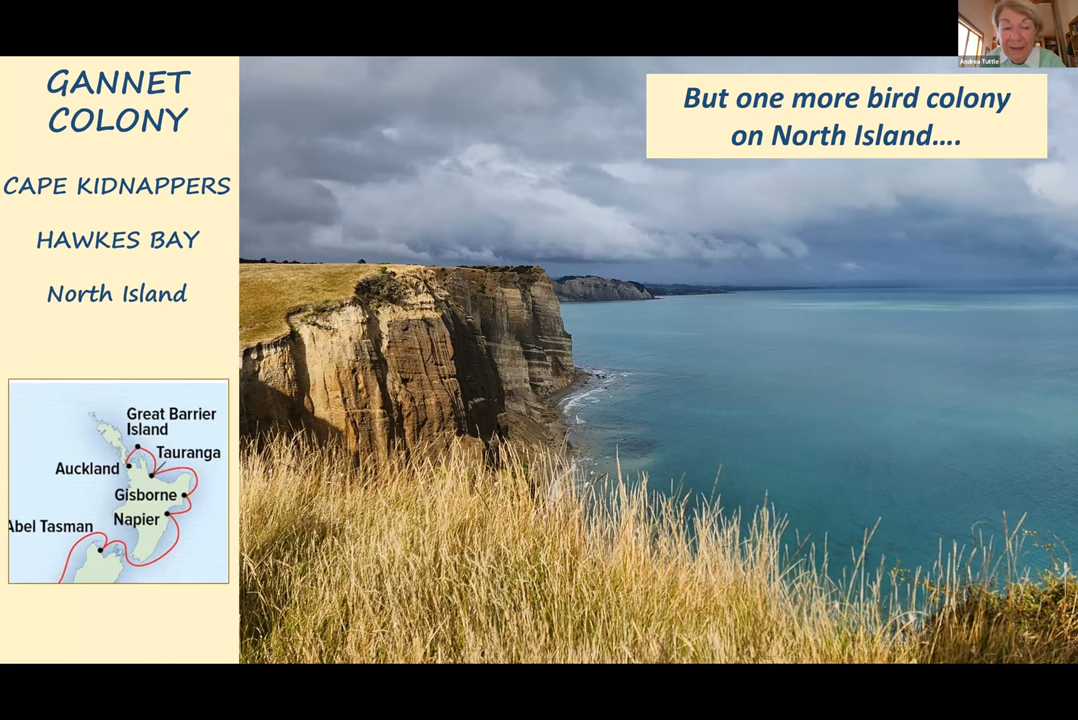 Andrea Tuttle
GANNET
COLONY
CAPE KIDNAPPERS
HAWKES BAY
North Island
But one more bird colony
on North Island….
Great Barrier
Island
Tauranga
Auckland
Gisborne
Napier
Abel Tasman